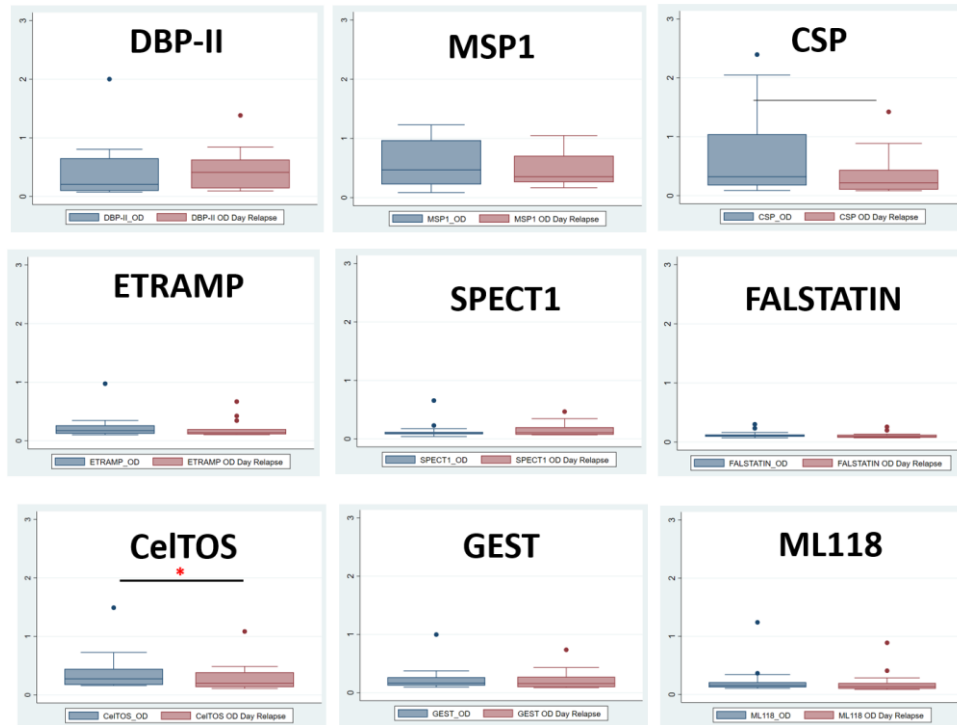 DBP-II
3
2
1
0
DBP-II_OD DBP-II OD Day Relapse
MSP1
3
2
1
0
MSP1_OD MSP1 OD Day Relapse
CSP
3
2
1
0
CSP_OD CSP OD Day Relapse
ETRAMP
3
2
1
0
ETRAMP_OD ETRAMP OD Day Relapse
SPECT1
3
2
1
0
SPECT1_OD SPECT1 OD Day Relapse
FALSTATIN
3
2
1
0
FALSTATIN_OD FALSTATIN OD Day Relapse
CelTOS
*
3
2
1
0
CelTOS_OD CelTOS OD Day Relapse
GEST
3
2
1
0
GEST_OD GEST OD Day Relapse
ML118
3
2
1
0
ML118_OD ML118 OD Day Relapse